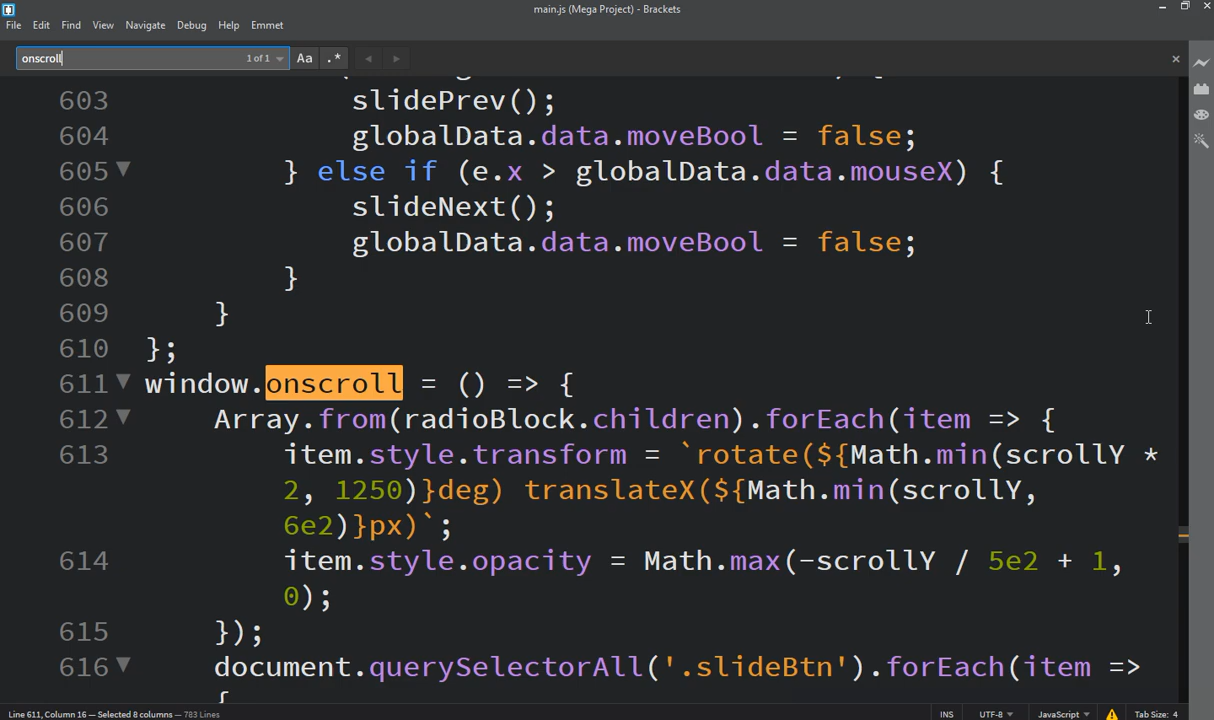 main.js (Mega Project) - Brackets
File Edit Find View Navigate Debug Help Emmet
onscroll 1 of 1 Aa .*
603 slidePrev();
604 globalData.data.moveBool = false;
605 } else if (e.x > globalData.data.mouseX) {
606 slideNext();
607 globalData.data.moveBool = false;
608 }
609 }
610 };
611 window.onscroll = () => {
612 Array.from(radioBlock.children).forEach(item => {
613 item.style.transform = `rotate(${Math.min(scrollY *
2, 1250)}deg) translateX(${Math.min(scrollY,
6e2)}px)`;
614 item.style.opacity = Math.max(-scrollY / 5e2 + 1,
0);
615 });
616 document.querySelectorAll('.slideBtn').forEach(item =>
{
Line 611, Column 16 — Selected 8 columns — 783 Lines INS UTF-8 JavaScript Tab Size: 4